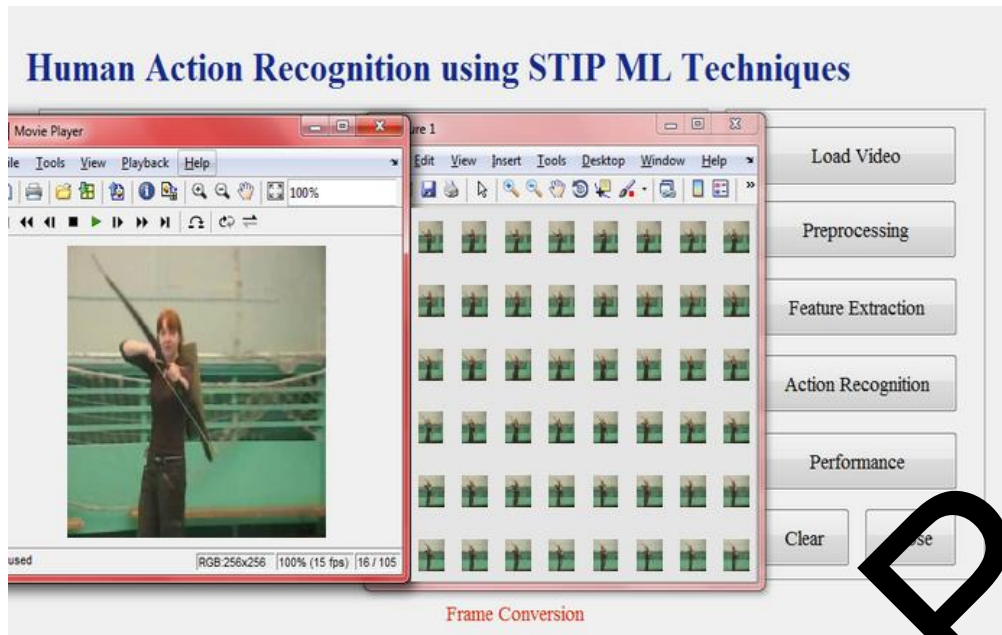 Human Action Recognition using STIP ML Techniques
Movie Player
ile Tools View Playback Help
100%
used
RGB:256x256 100% (15 fps) 16 / 105
ure 1
Edit View Insert Tools Desktop Window Help
Load Video
Preprocessing
Feature Extraction
Action Recognition
Performance
Clear
se
Frame Conversion